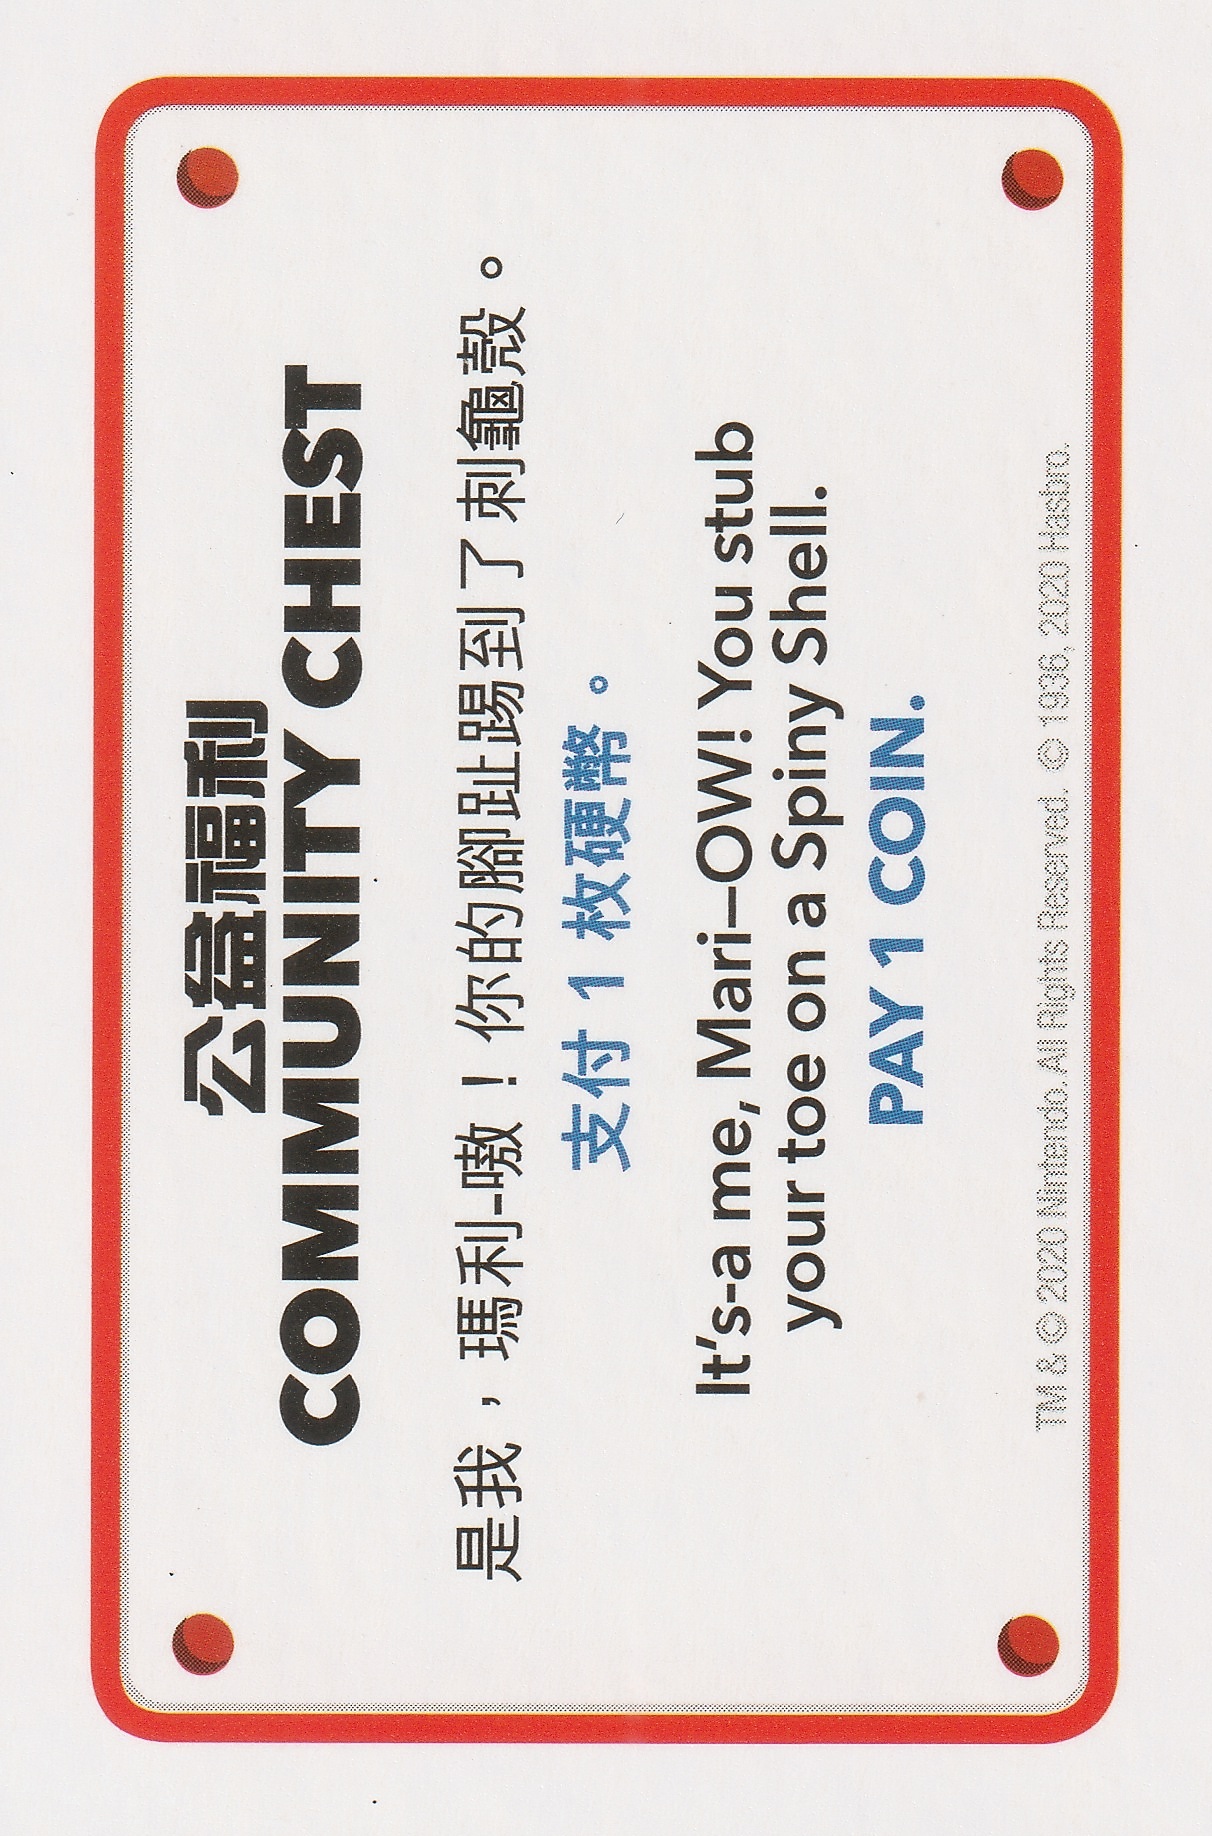 公益福利
COMMUNITY CHEST
是我，瑪利-嗷！你的腳趾踢到了刺龜殼。
支付 1 枚硬幣。
It's-a me, Mari–OW! You stub
your toe on a Spiny Shell.
PAY 1 COIN.
TM & © 2020 Nintendo. All Rights Reserved. © 1936, 2020 Hasbro.